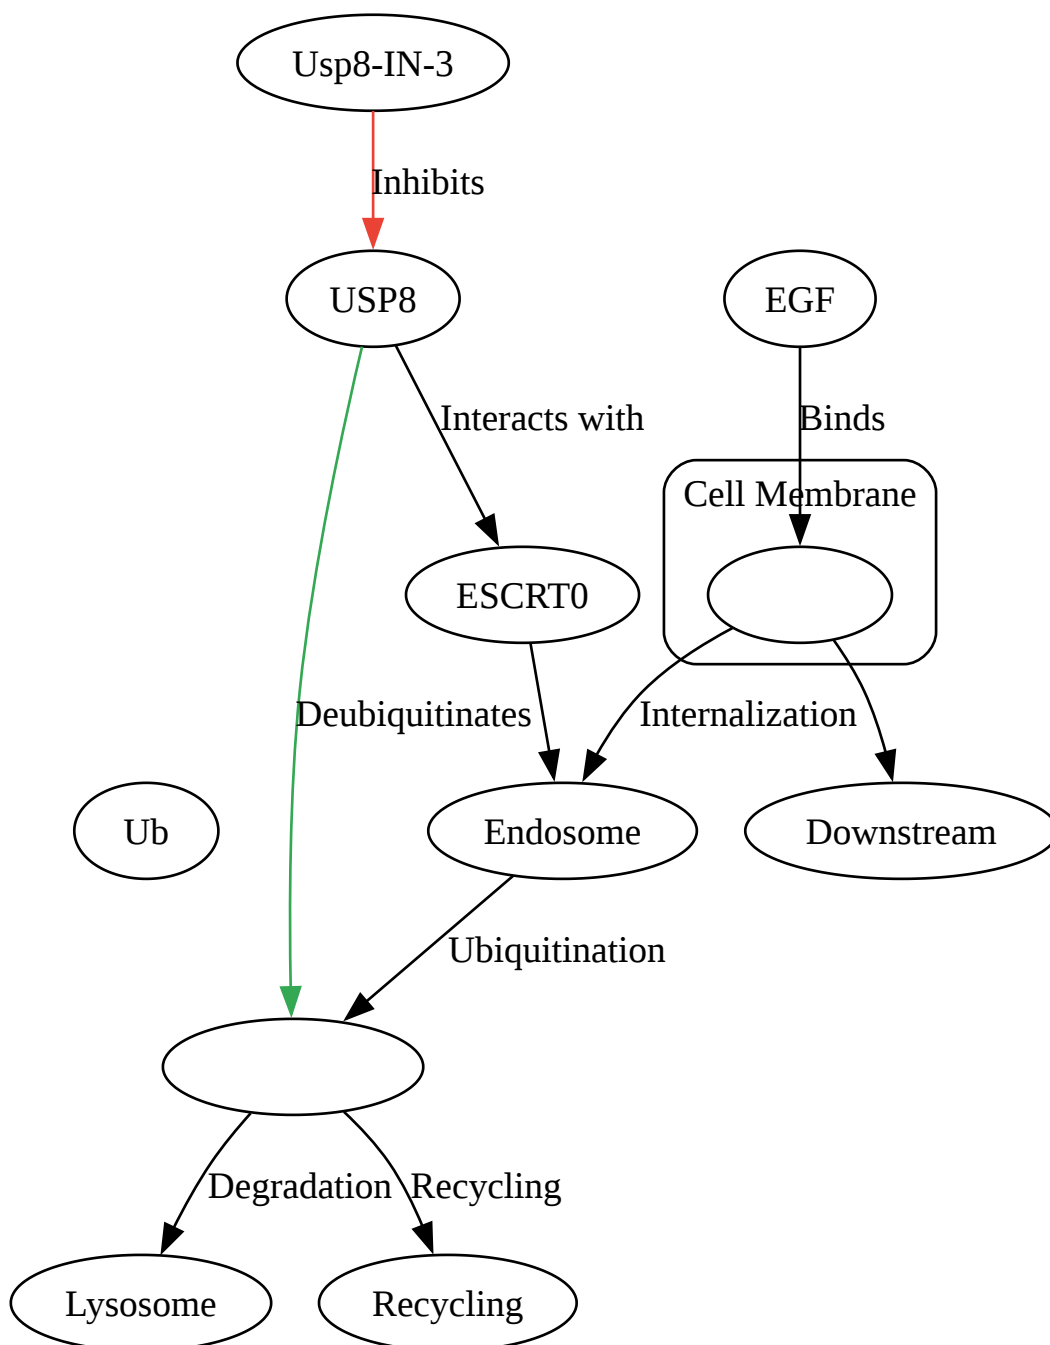 Usp8-IN-3
Inhibits
USP8
EGF
Interacts with
Binds
Cell Membrane
ESCRT0
Deubiquitinates
Internalization
Ub
Endosome
Downstream
Ubiquitination
Degradation
Recycling
Lysosome
Recycling